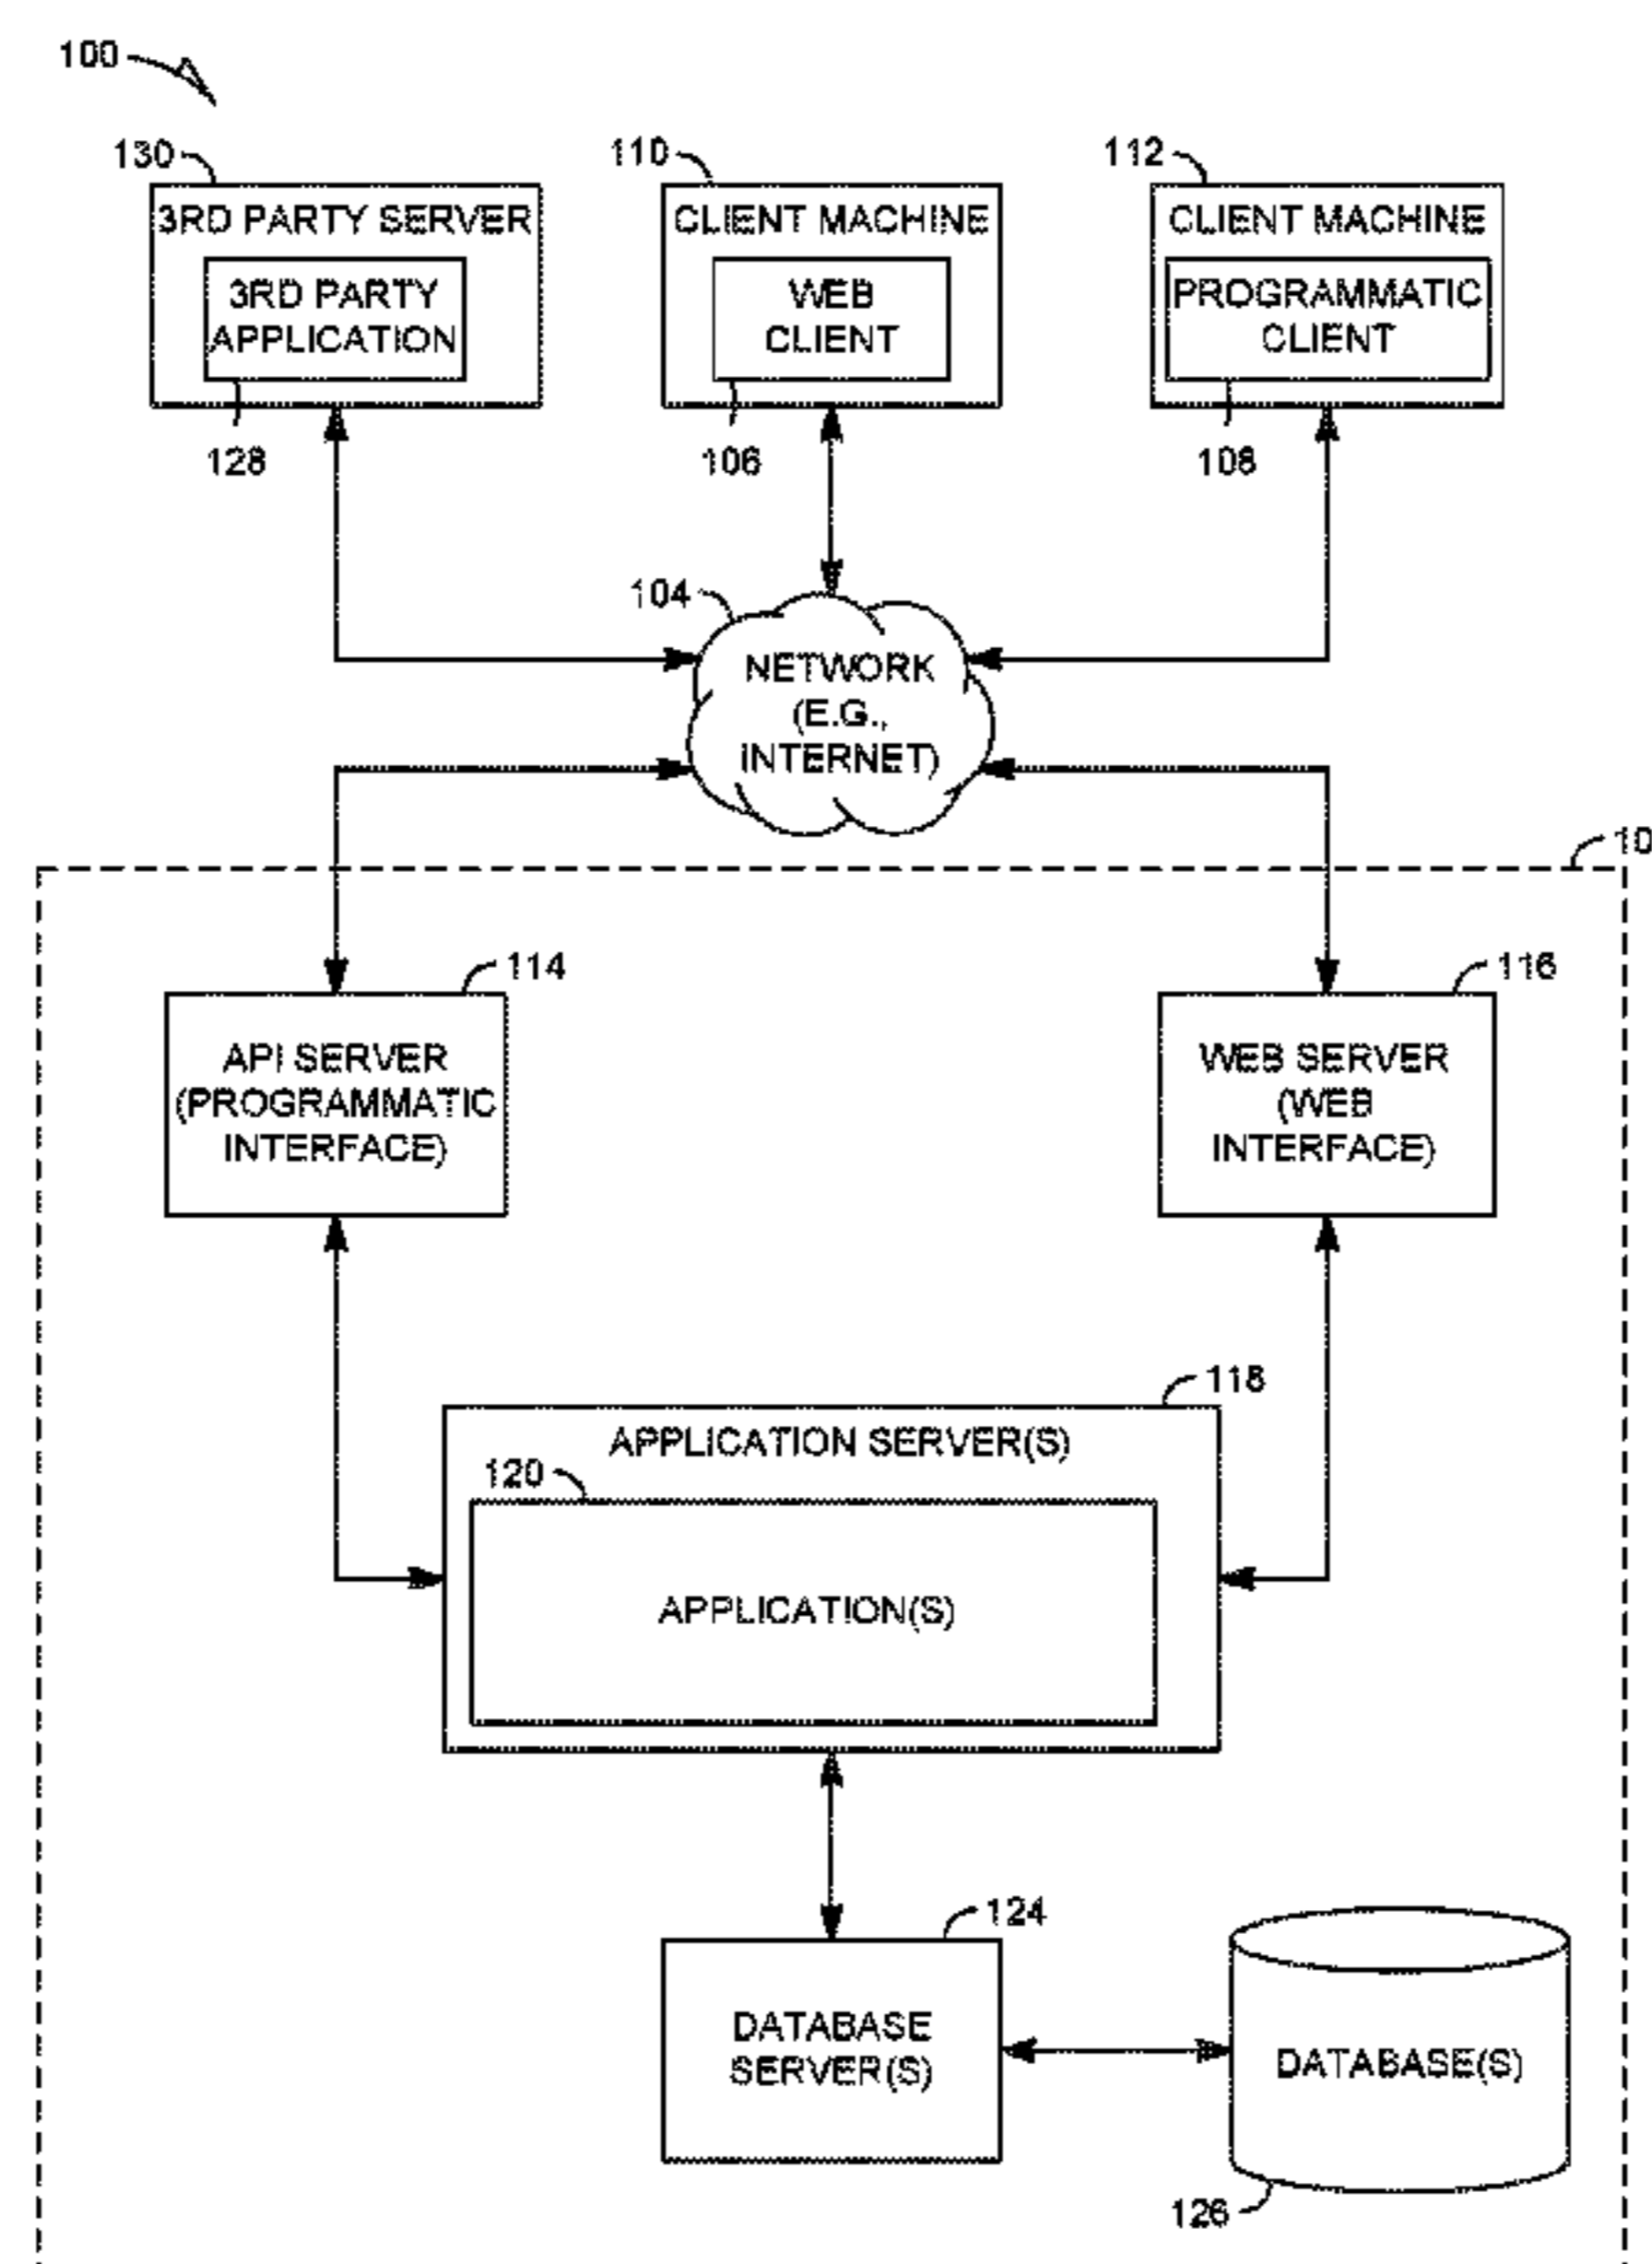 100
130
110
112
3RD PARTY SERVER
CLIENT MACHINE
CLIENT MACHINE
3RD PARTY
APPLICATION
WEB
CLIENT
PROGRAMMATIC
CLIENT
128
106
108
104
NETWORK
(E.G.,
INTERNET)
10
114
116
API SERVER
(PROGRAMMATIC
INTERFACE)
WEB SERVER
(WEB
INTERFACE)
118
APPLICATION SERVER(S)
120
APPLICATION(S)
124
DATABASE
SERVER(S)
DATABASE(S)
126